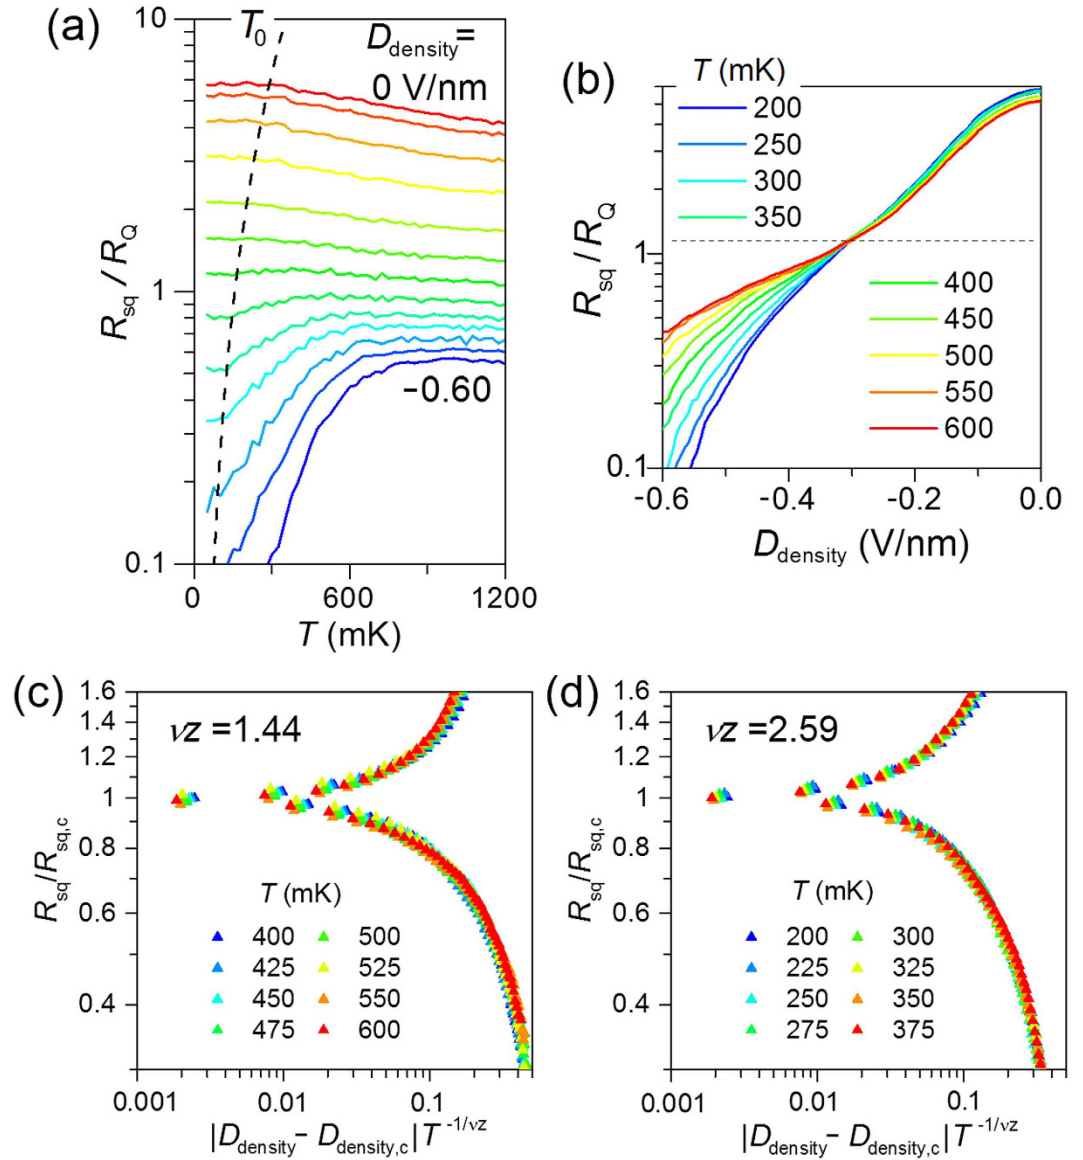 (a)
T0
Ddensity=
0 V/nm
−0.60
10
1
0.1
Rsq / RQ
0
600
1200
T (mK)
(b)
T (mK)
200
250
300
350
400
450
500
550
600
1
0.1
Rsq / RQ
-0.6
-0.4
-0.2
0.0
Ddensity (V/nm)
(c)
νz =1.44
1.6
1.4
1.2
1
0.8
0.6
0.4
Rsq/Rsq,c
T (mK)
400 500
425 525
450 550
475 600
0.001 0.01 0.1
|Ddensity− Ddensity,c|T -1/νz
(d)
νz =2.59
1.6
1.4
1.2
1
0.8
0.6
0.4
Rsq/Rsq,c
T (mK)
200 300
225 325
250 350
275 375
0.001 0.01 0.1
|Ddensity− Ddensity,c|T -1/νz